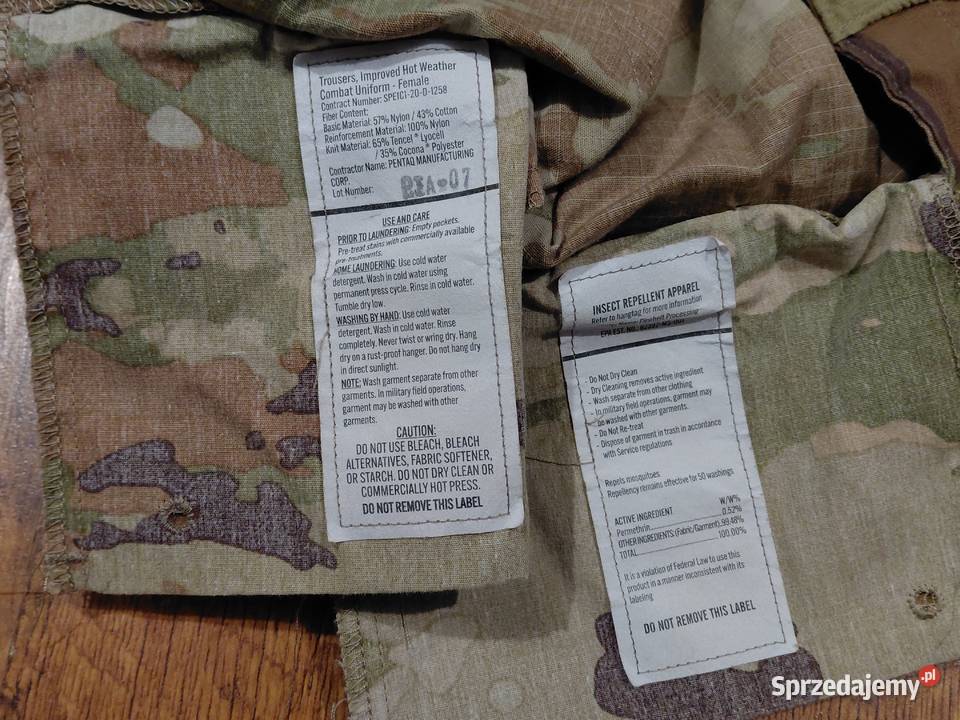 Trousers, Improved Hot Weather
Combat Uniform - Female
Contract Number: SPE1C1-20-D-1258
Fiber Content:
Basic Material: 57% Nylon / 43% Cotton
Reinforcement Material: 100% Nylon
Knit Material: 65% Tencel® Lyocell
/ 35% Cocona® Polyester
Contractor Name: PENTAQ MANUFACTURING
CORP.
Lot Number:
USE AND CARE
PRIOR TO LAUNDERING: Empty pockets.
Pre-treat stains with commercially available
pre-treatments.
HOME LAUNDERING: Use cold water
detergent. Wash in cold water using
permanent press cycle. Rinse in cold water.
Tumble dry low.
WASHING BY HAND: Use cold water
detergent. Wash in cold water. Rinse
completely. Never twist or wring dry. Hang
dry on a rust-proof hanger. Do not hang dry
in direct sunlight.
NOTE: Wash garment separate from other
garments. In military field operations,
garment may be washed with other
garments.
CAUTION:
DO NOT USE BLEACH, BLEACH
ALTERNATIVES, FABRIC SOFTENER,
OR STARCH. DO NOT DRY CLEAN OR
COMMERCIALLY HOT PRESS.
DO NOT REMOVE THIS LABEL
INSECT REPELLENT APPAREL
Refer to hangtag for more information
Processing
EPA EST. NO.
- Do Not Dry Clean
- Dry Cleaning removes active ingredient
- Wash separate from other clothing
- In military field operations, garment may
be washed with other garments.
- Do Not Re-treat
- Dispose of garment in trash in accordance
with Service regulations
Repels mosquitoes
Repellency remains effective for 50 washings
W/W%
ACTIVE INGREDIENT
Permethrin 0.52%
OTHER INGREDIENTS (Fabric/Garment) 99.48%
TOTAL 100.00%
It is a violation of Federal Law to use this
product in a manner inconsistent with its
labeling
DO NOT REMOVE THIS LABEL
Sprzedajemy.pl